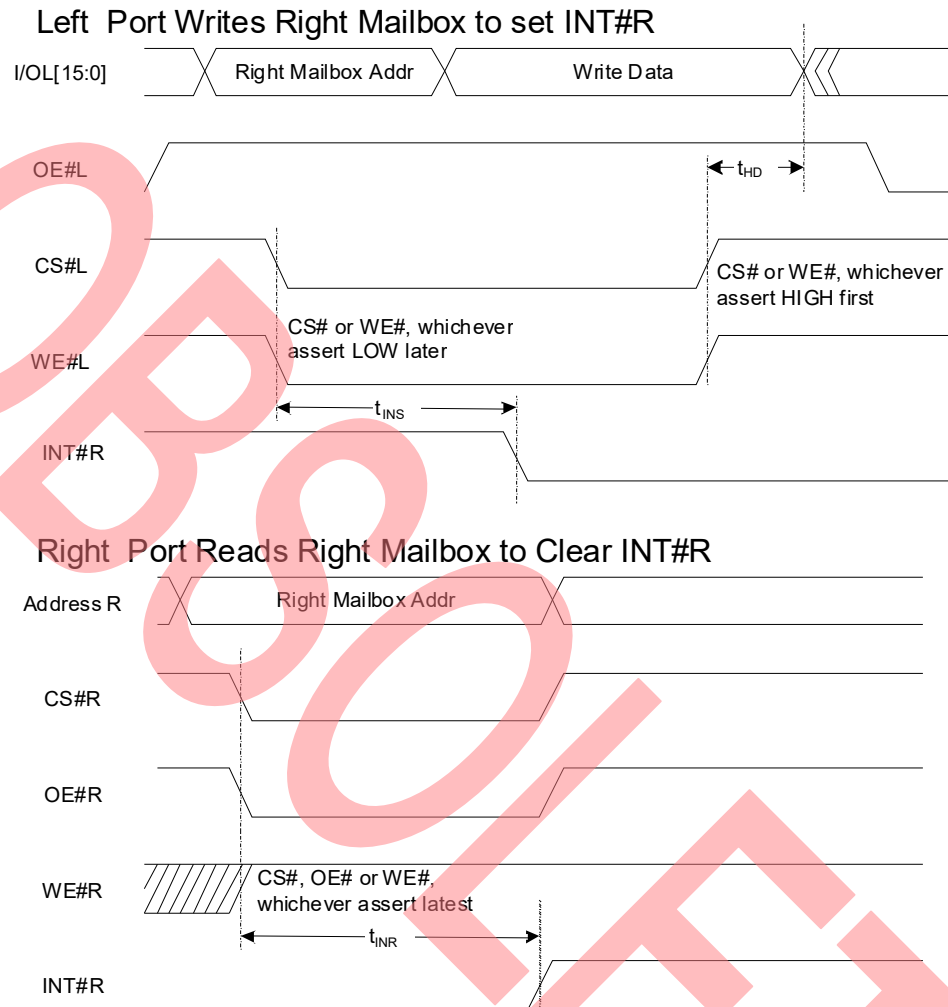 Left Port Writes Right Mailbox to set INT#R
I/OL[15:0]
Right Mailbox Addr
Write Data
OE#L
tHD
CS#L
CS# or WE#, whichever
assert HIGH first
CS# or WE#, whichever
assert LOW later
WE#L
tINS
INT#R
Right Port Reads Right Mailbox to Clear INT#R
Address R
Right Mailbox Addr
CS#R
OE#R
WE#R
CS#, OE# or WE#,
whichever assert latest
tINR
INT#R
OBSOLET